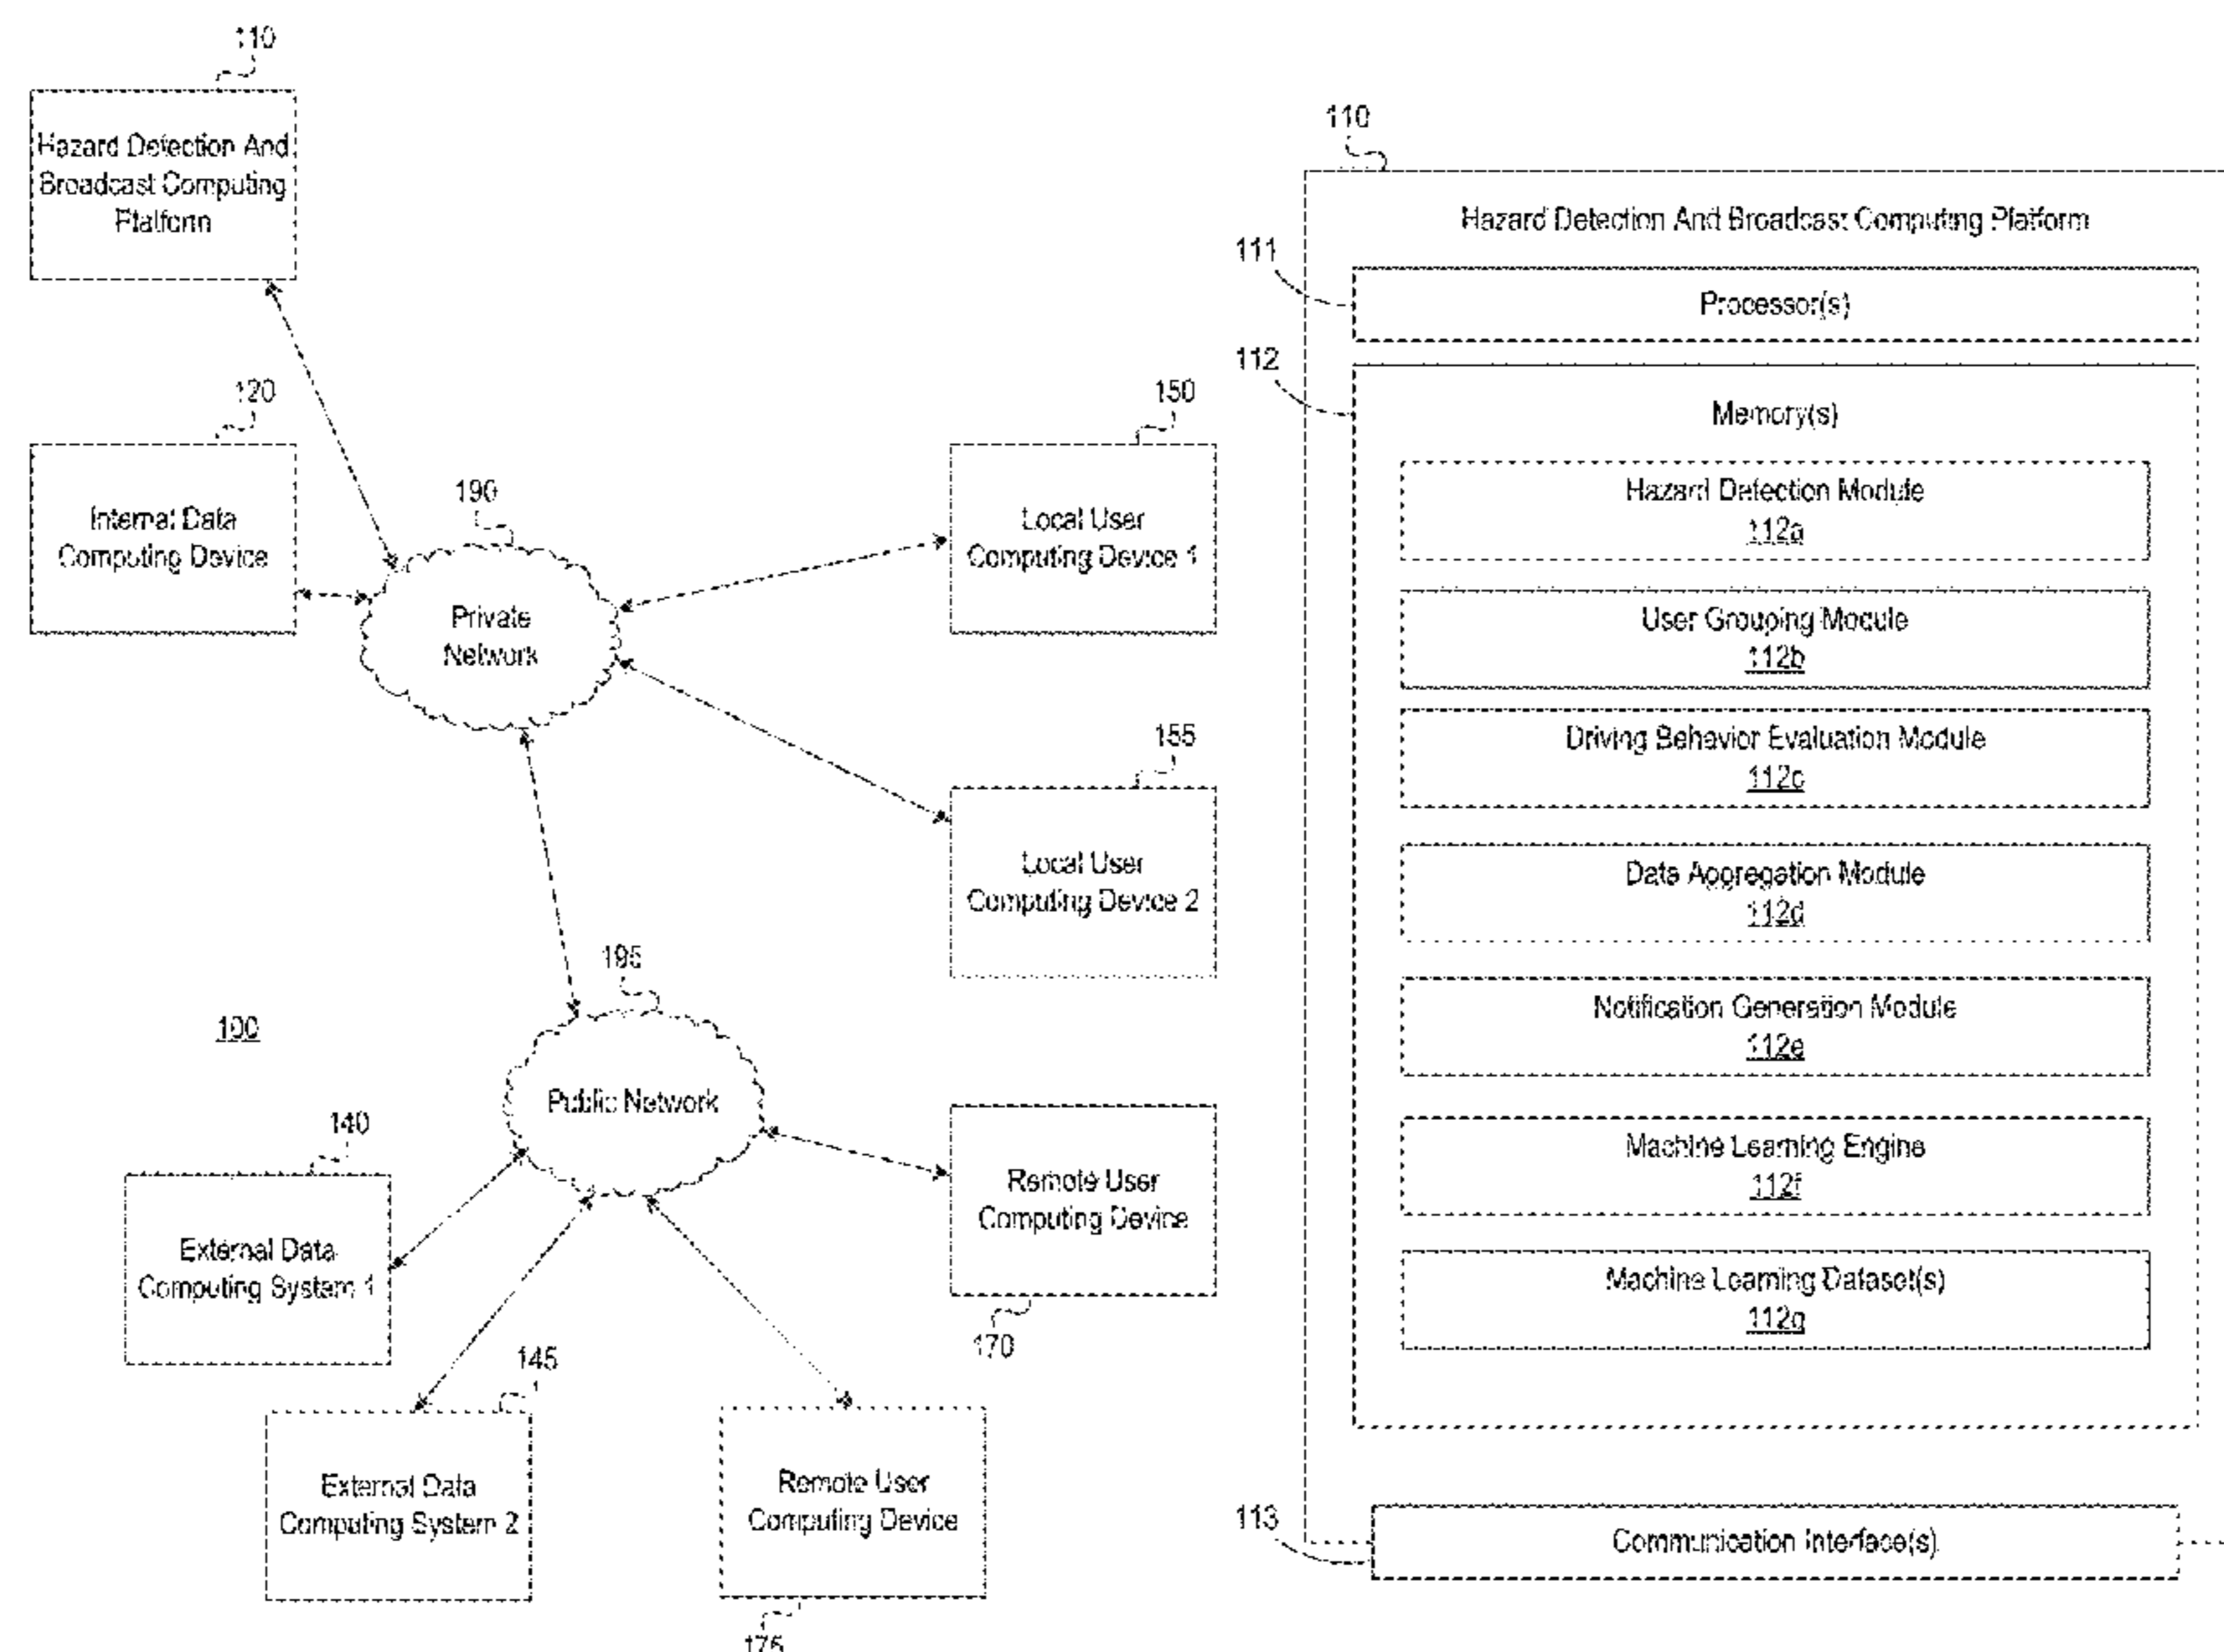 110
Hazard Detection And
Broadcast Computing
Platform
120
Internal Data
Computing Device
190
Private
Network
150
Local User
Computing Device 1
155
Local User
Computing Device 2
195
Public Network
100
140
External Data
Computing System 1
145
External Data
Computing System 2
Remote User
Computing Device
170
Remote User
Computing Device
175
110
Hazard Detection And Broadcast Computing Platform
111
Processor(s)
112
Memory(s)
Hazard Detection Module
112a
User Grouping Module
112b
Driving Behavior Evaluation Module
112c
Data Aggregation Module
112d
Notification Generation Module
112e
Machine Learning Engine
112f
Machine Learning Dataset(s)
112g
113
Communication Interface(s)